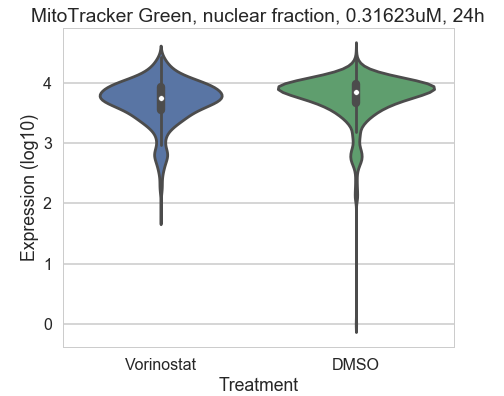 MitoTracker Green, nuclear fraction, 0.31623uM, 24h
Expression (log10)
4
3
2
1
0
Vorinostat
DMSO
Treatment